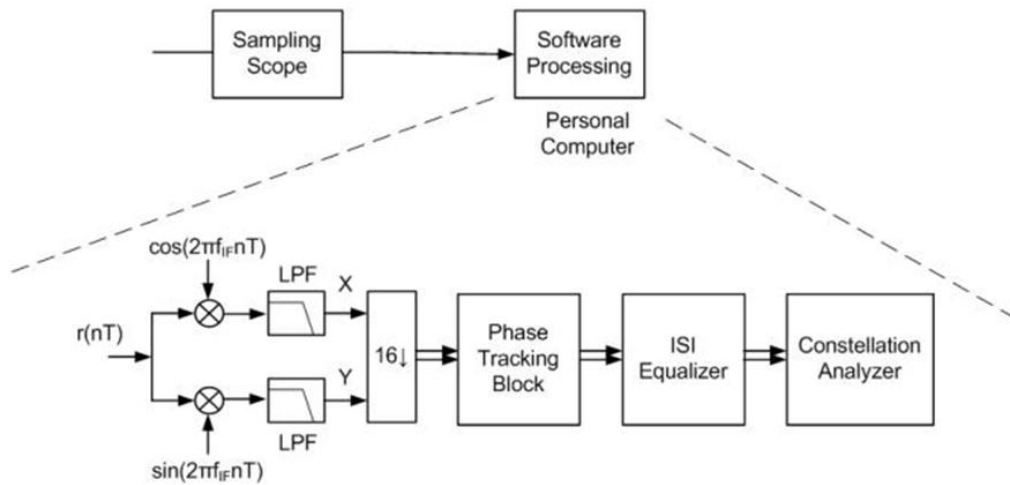 Sampling
Scope
Software
Processing
Personal
Computer
cos(2πf_IFnT)
LPF
X
r(nT)
16↓
Phase
Tracking
Block
ISI
Equalizer
Constellation
Analyzer
Y
LPF
sin(2πf_IFnT)